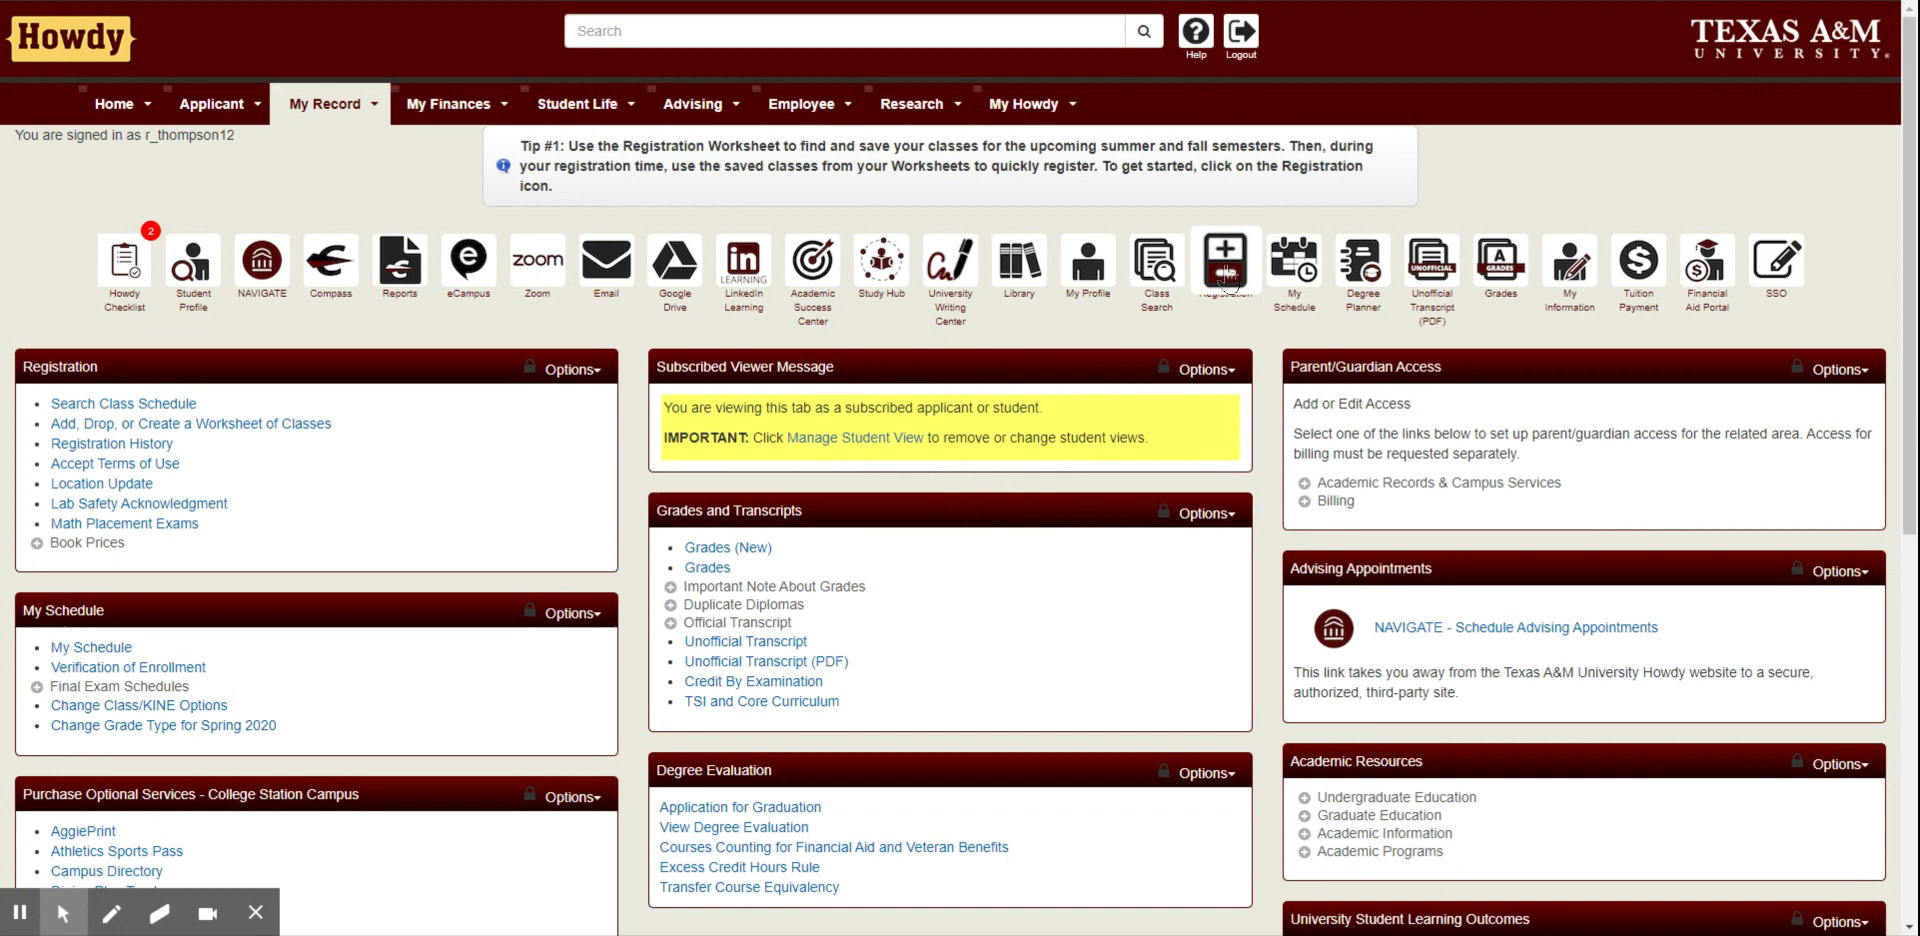 Howdy
Search
Help
Logout
TEXAS A&M
UNIVERSITY
Home
Applicant
My Record
My Finances
Student Life
Advising
Employee
Research
My Howdy
You are signed in as r_thompson12
Tip #1: Use the Registration Worksheet to find and save your classes for the upcoming summer and fall semesters. Then, during
your registration time, use the saved classes from your Worksheets to quickly register. To get started, click on the Registration
icon.
2
zoom
in
LEARNING
UNOFFICIAL
A
GRADES
Howdy
Checklist
Student
Profile
NAVIGATE
Compass
Reports
eCampus
Zoom
Email
Google
Drive
LinkedIn
Learning
Academic
Success
Center
Study Hub
University
Writing
Center
Library
My Profile
Class
Search
Registration
My
Schedule
Degree
Planner
Unofficial
Transcript
(PDF)
Grades
My
Information
Tuition
Payment
Financial
Aid Portal
SSO
Registration
Options
Search Class Schedule
Add, Drop, or Create a Worksheet of Classes
Registration History
Accept Terms of Use
Location Update
Lab Safety Acknowledgment
Math Placement Exams
Book Prices
My Schedule
Options
My Schedule
Verification of Enrollment
Final Exam Schedules
Change Class/KINE Options
Change Grade Type for Spring 2020
Purchase Optional Services - College Station Campus
Options
AggiePrint
Athletics Sports Pass
Campus Directory
Subscribed Viewer Message
Options
You are viewing this tab as a subscribed applicant or student.
IMPORTANT: Click Manage Student View to remove or change student views.
Grades and Transcripts
Options
Grades (New)
Grades
Important Note About Grades
Duplicate Diplomas
Official Transcript
Unofficial Transcript
Unofficial Transcript (PDF)
Credit By Examination
TSI and Core Curriculum
Degree Evaluation
Options
Application for Graduation
View Degree Evaluation
Courses Counting for Financial Aid and Veteran Benefits
Excess Credit Hours Rule
Transfer Course Equivalency
Parent/Guardian Access
Options
Add or Edit Access
Select one of the links below to set up parent/guardian access for the related area. Access for
billing must be requested separately.
Academic Records & Campus Services
Billing
Advising Appointments
Options
NAVIGATE - Schedule Advising Appointments
This link takes you away from the Texas A&M University Howdy website to a secure,
authorized, third-party site.
Academic Resources
Options
Undergraduate Education
Graduate Education
Academic Information
Academic Programs
University Student Learning Outcomes
Options